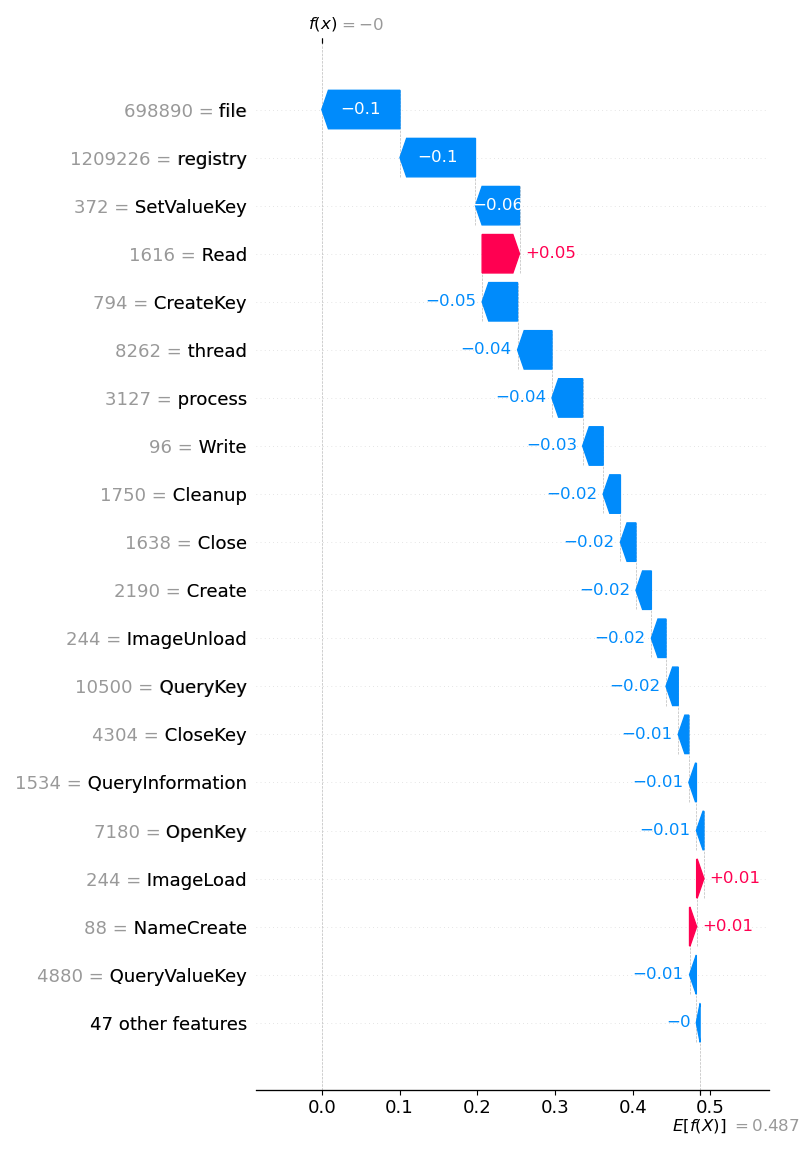 f(x) = −0
698890 = file −0.1
1209226 = registry −0.1
372 = SetValueKey −0.06
1616 = Read +0.05
794 = CreateKey −0.05
8262 = thread −0.04
3127 = process −0.04
96 = Write −0.03
1750 = Cleanup −0.02
1638 = Close −0.02
2190 = Create −0.02
244 = ImageUnload −0.02
10500 = QueryKey −0.02
4304 = CloseKey −0.01
1534 = QueryInformation −0.01
7180 = OpenKey −0.01
244 = ImageLoad +0.01
88 = NameCreate +0.01
4880 = QueryValueKey −0.01
47 other features −0
0.0 0.1 0.2 0.3 0.4 0.5
E[f(X)] = 0.487